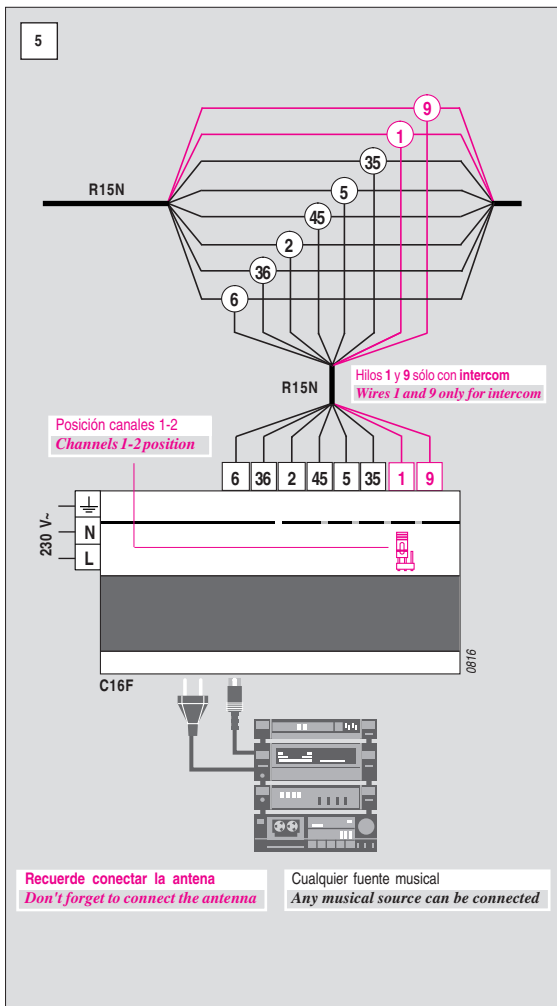 5
9
1
35
R15N
5
45
2
36
6
Hilos 1 y 9 sólo con intercom
Wires 1 and 9 only for intercom
R15N
Posición canales 1-2
Channels 1-2 position
6 36 2 45 5 35 1 9
230 V~
N
L
0816
C16F
Recuerde conectar la antena
Don't forget to connect the antenna
Cualquier fuente musical
Any musical source can be connected